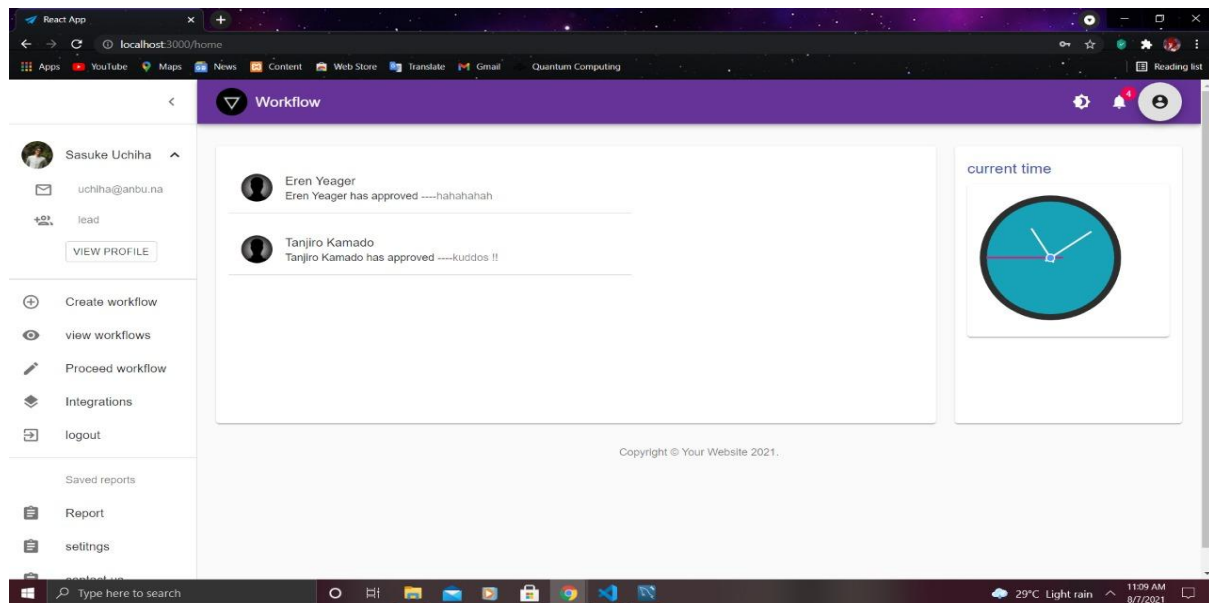 React App
localhost:3000/home
Apps YouTube Maps News Content Web Store Translate Gmail Quantum Computing Reading list
Workflow
4
Sasuke Uchiha
uchiha@anbu.na
lead
VIEW PROFILE
Create workflow
view workflows
Proceed workflow
Integrations
logout
Saved reports
Report
setitngs
contact us
Eren Yeager
Eren Yeager has approved ----hahahahah
Tanjiro Kamado
Tanjiro Kamado has approved ----kuddos !!
current time
Copyright © Your Website 2021.
Type here to search
29°C Light rain
11:09 AM
8/7/2021